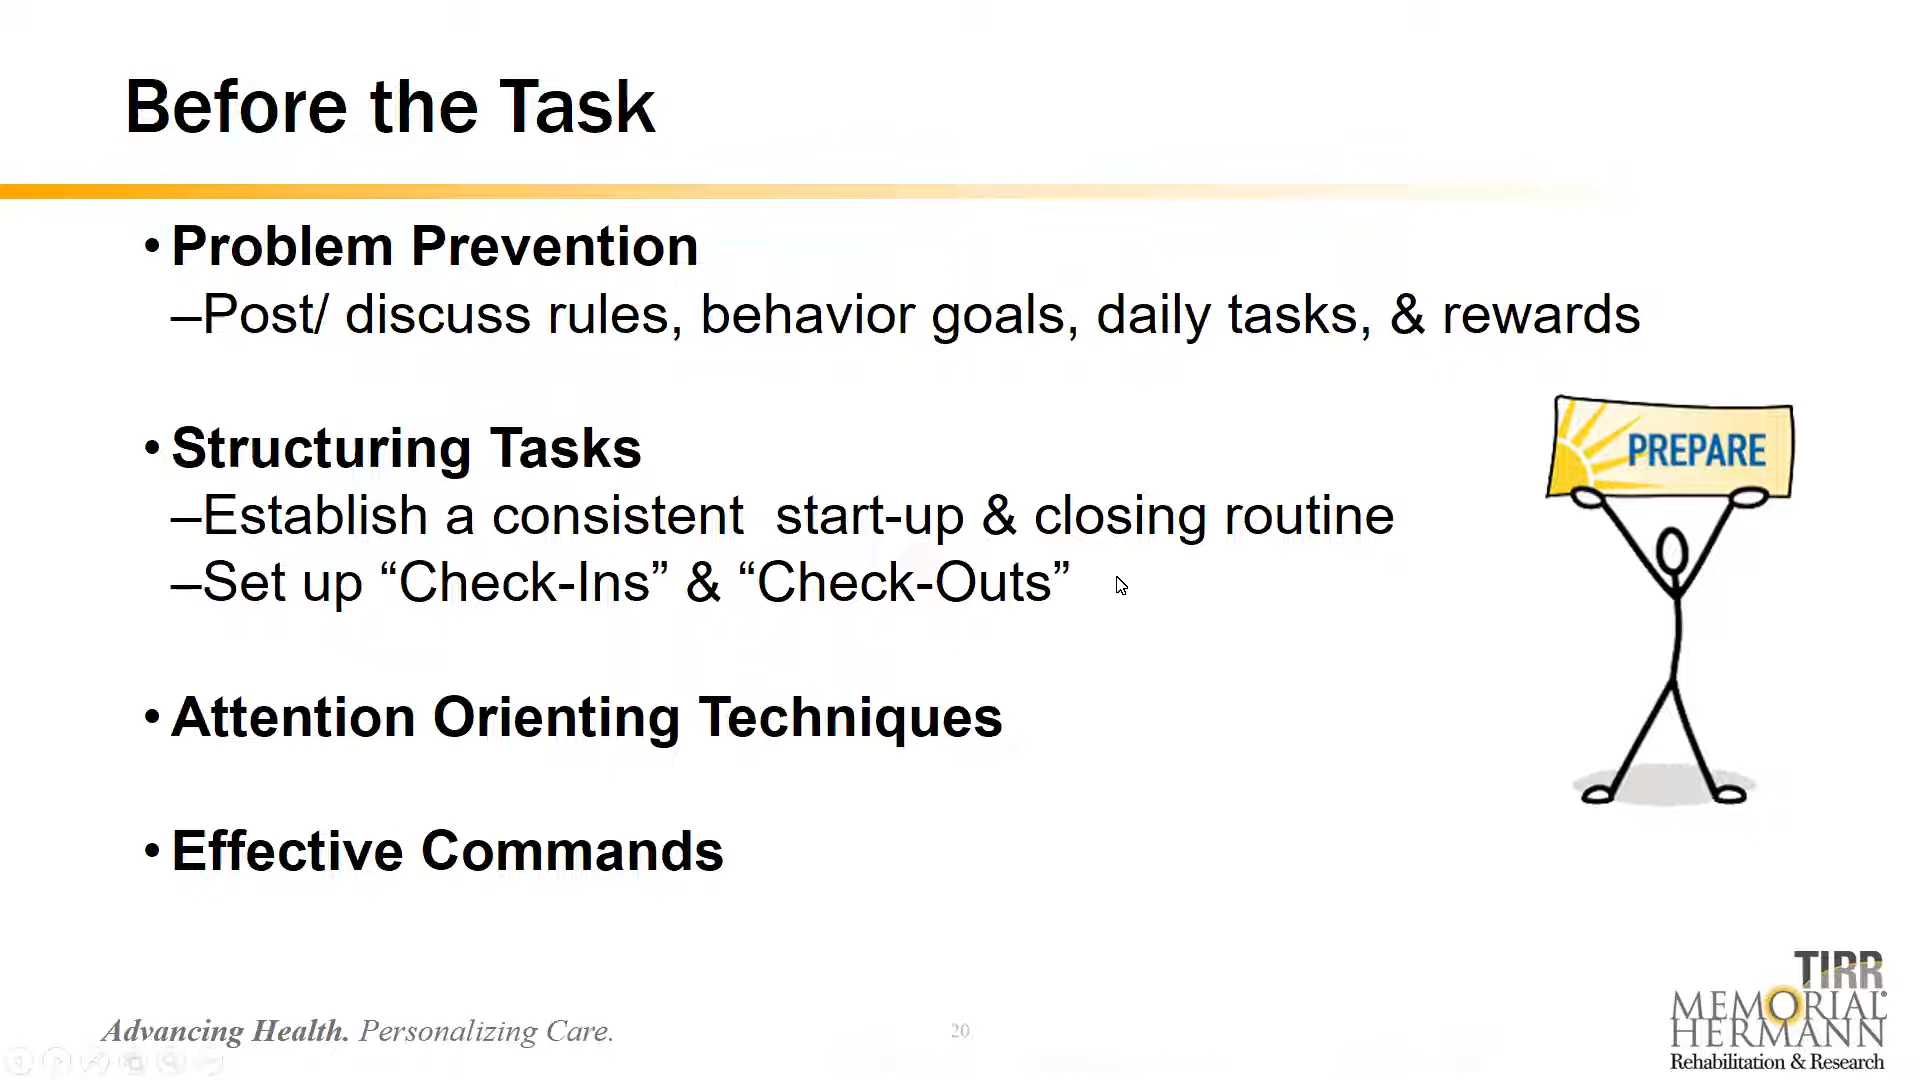 Before the Task
• Problem Prevention
–Post/ discuss rules, behavior goals, daily tasks, & rewards
• Structuring Tasks
–Establish a consistent  start-up & closing routine
–Set up “Check-Ins” & “Check-Outs”
PREPARE
• Attention Orienting Techniques
• Effective Commands
Advancing Health. Personalizing Care.
20
TIRR
MEMORIAL®
HERMANN
Rehabilitation & Research